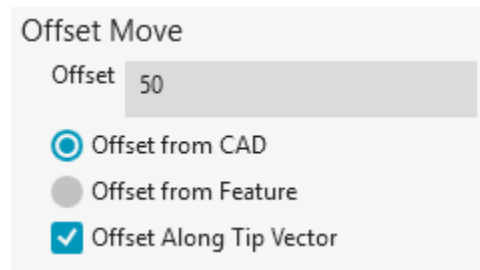 Offset Move
Offset 50
Offset from CAD
Offset from Feature
Offset Along Tip Vector